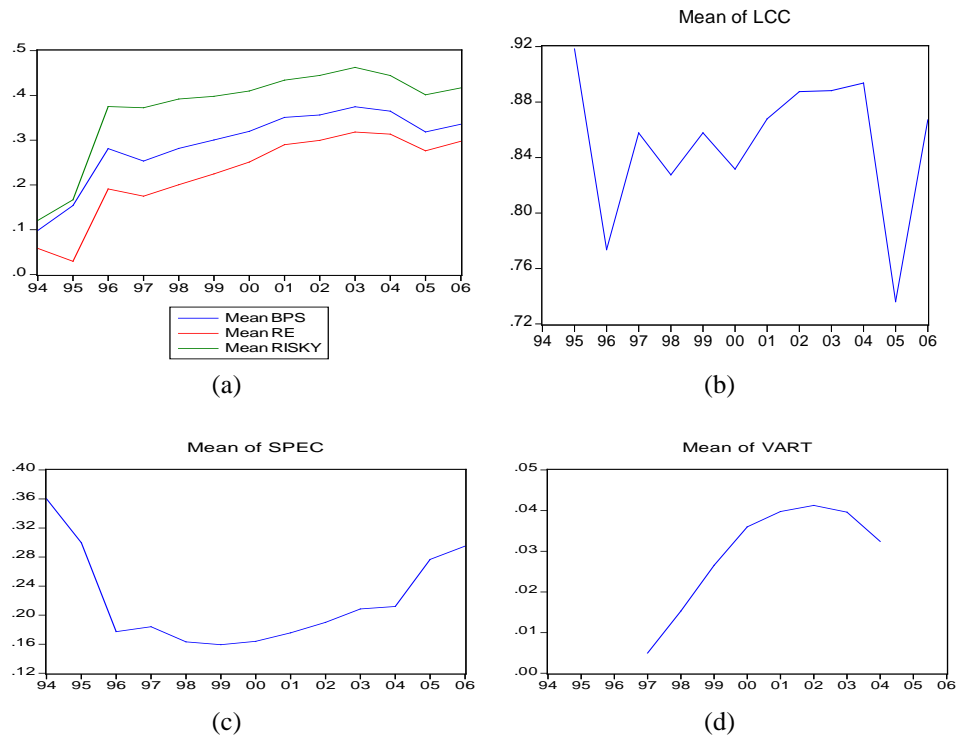 .5
.4
.3
.2
.1
.0
94 95 96 97 98 99 00 01 02 03 04 05 06
Mean BPS
Mean RE
Mean RISKY
(a)
Mean of LCC
.92
.88
.84
.80
.76
.72
94 95 96 97 98 99 00 01 02 03 04 05 06
(b)
Mean of SPEC
.40
.36
.32
.28
.24
.20
.16
.12
94 95 96 97 98 99 00 01 02 03 04 05 06
(c)
Mean of VART
.05
.04
.03
.02
.01
.00
94 95 96 97 98 99 00 01 02 03 04 05 06
(d)